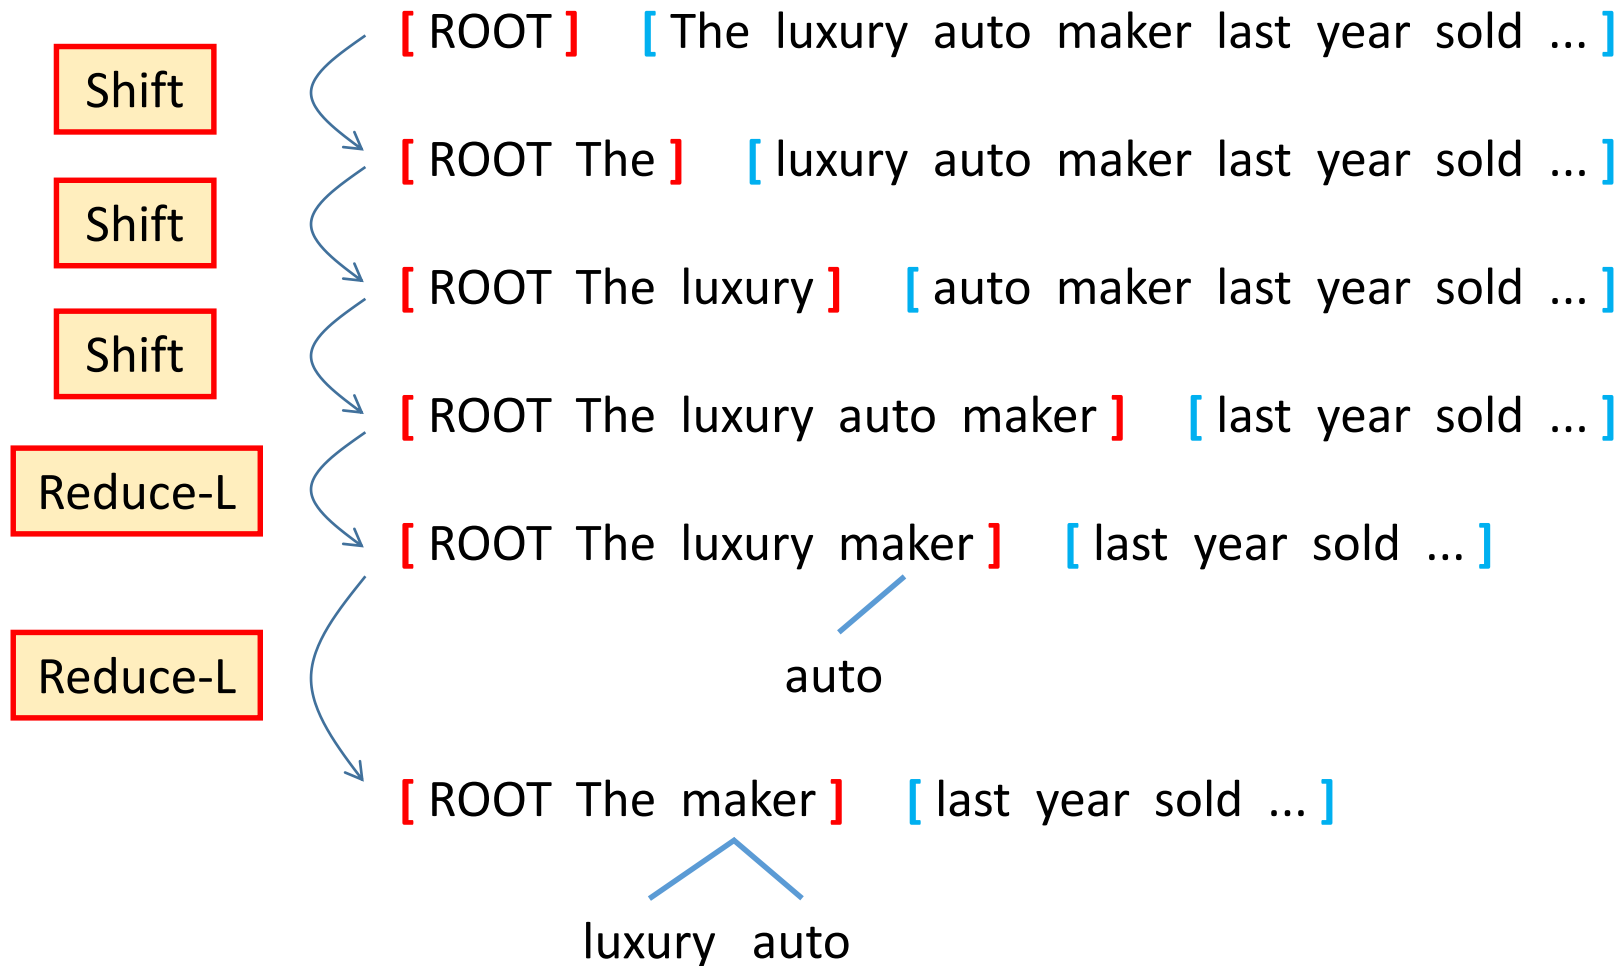 [ ROOT ] [ The luxury auto maker last year sold ... ]
Shift
[ ROOT The ] [ luxury auto maker last year sold ... ]
Shift
[ ROOT The luxury ] [ auto maker last year sold ... ]
Shift
[ ROOT The luxury auto maker ] [ last year sold ... ]
Reduce-L
[ ROOT The luxury maker ] [ last year sold ... ]
auto
Reduce-L
[ ROOT The maker ] [ last year sold ... ]
luxury auto